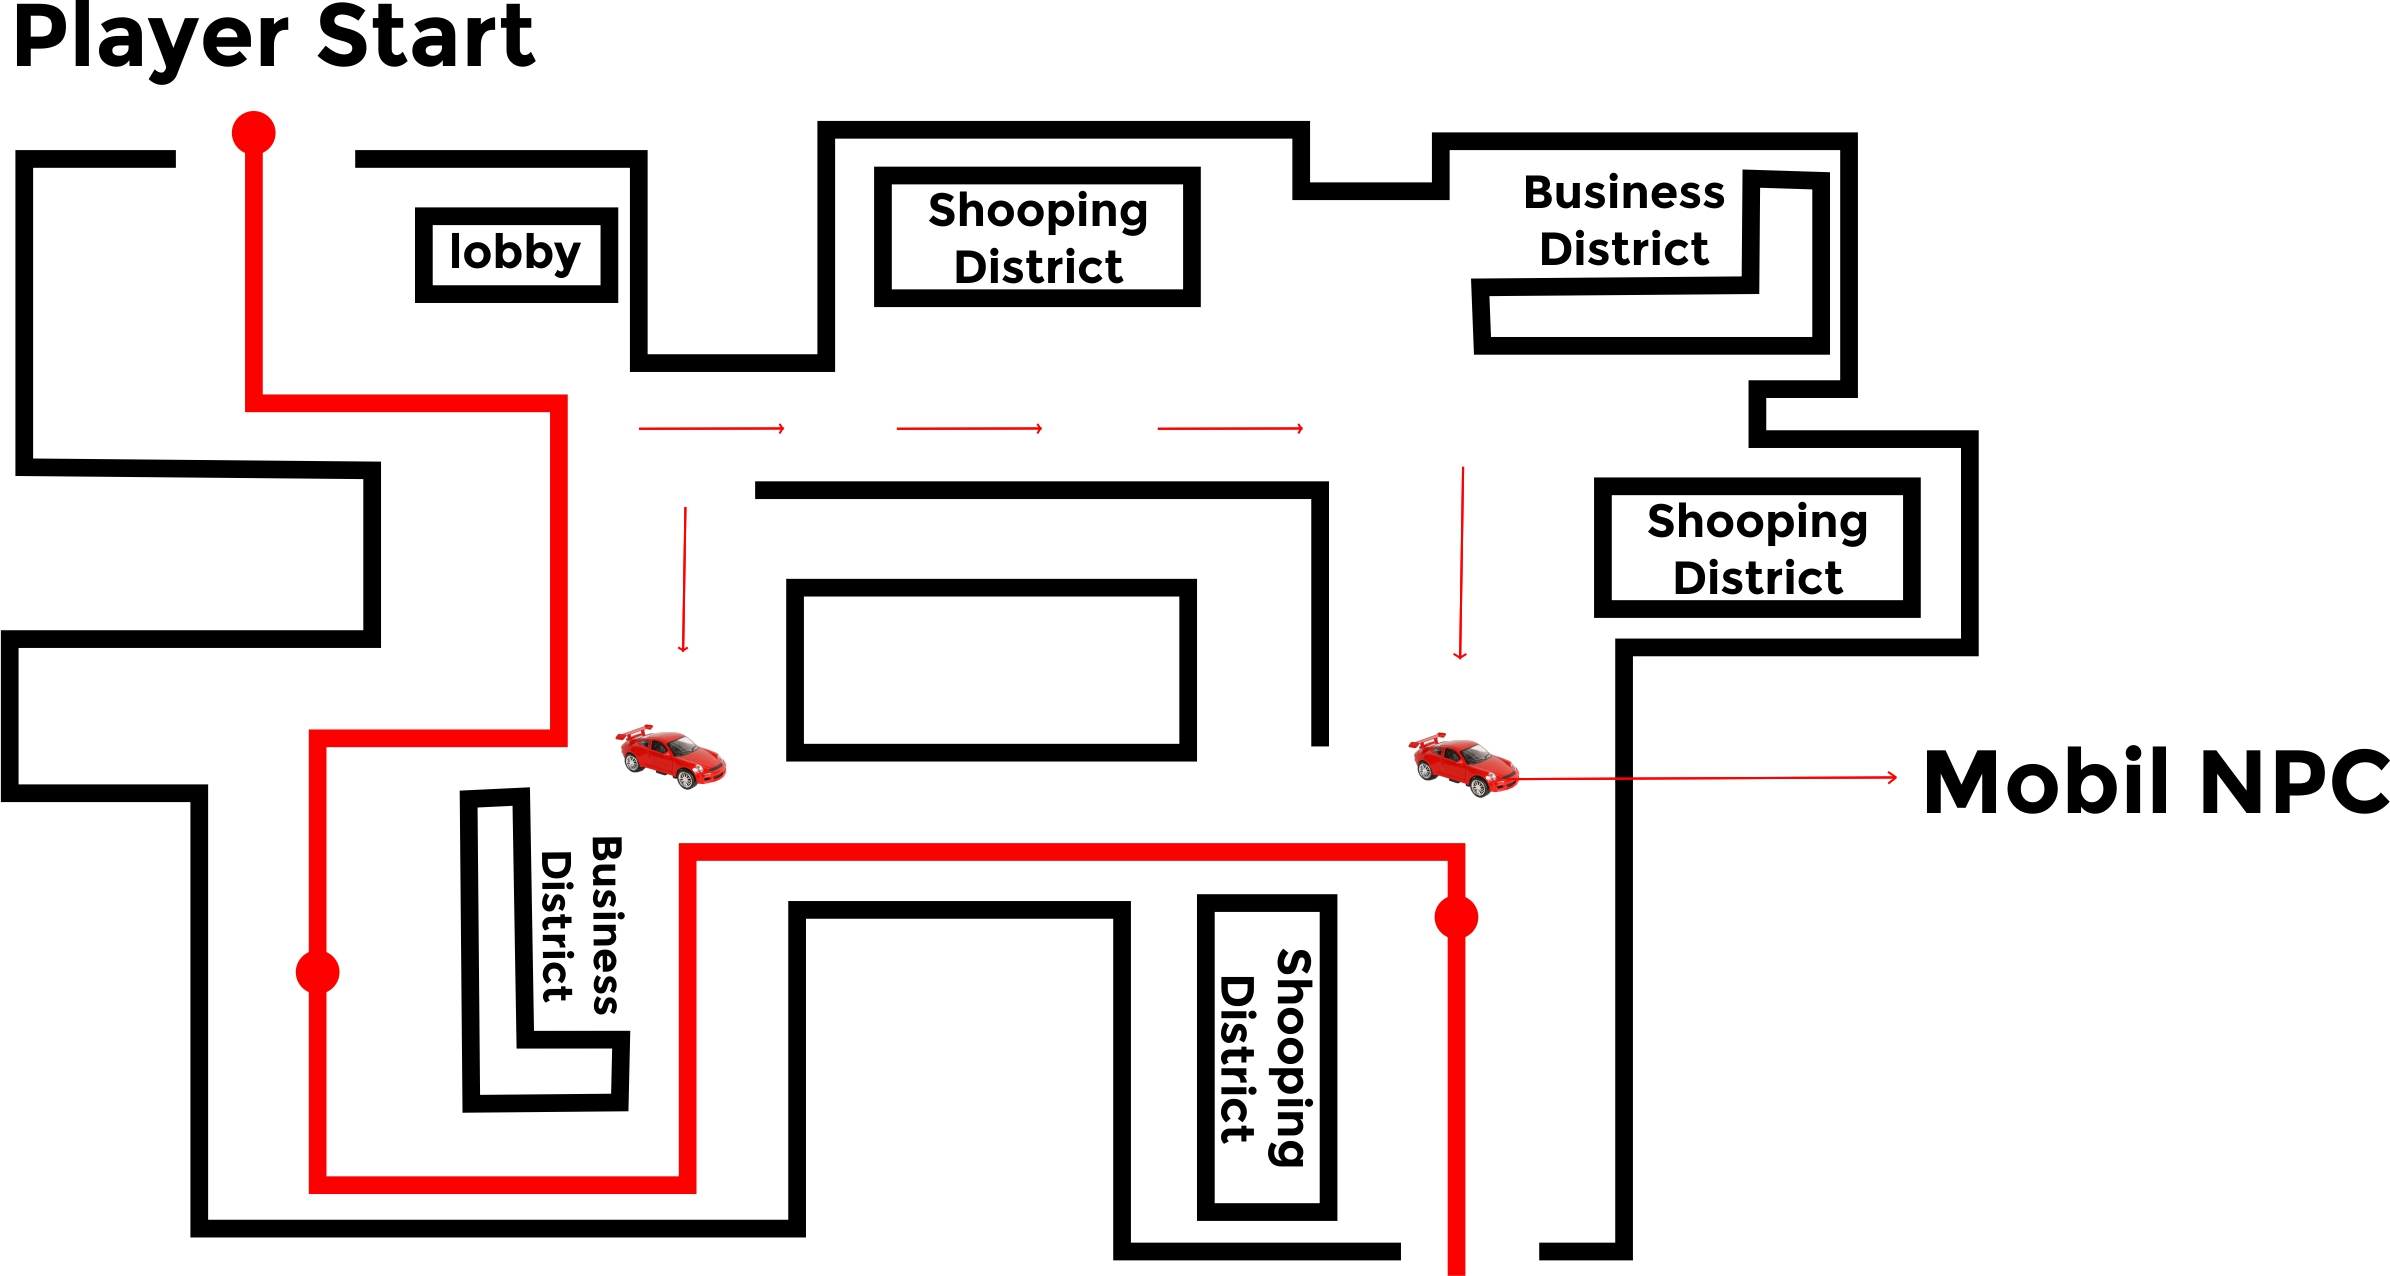 Player Start
lobby
Shooping
District
Business
District
Shooping
District
Mobil NPC
Business
District
Shooping
District